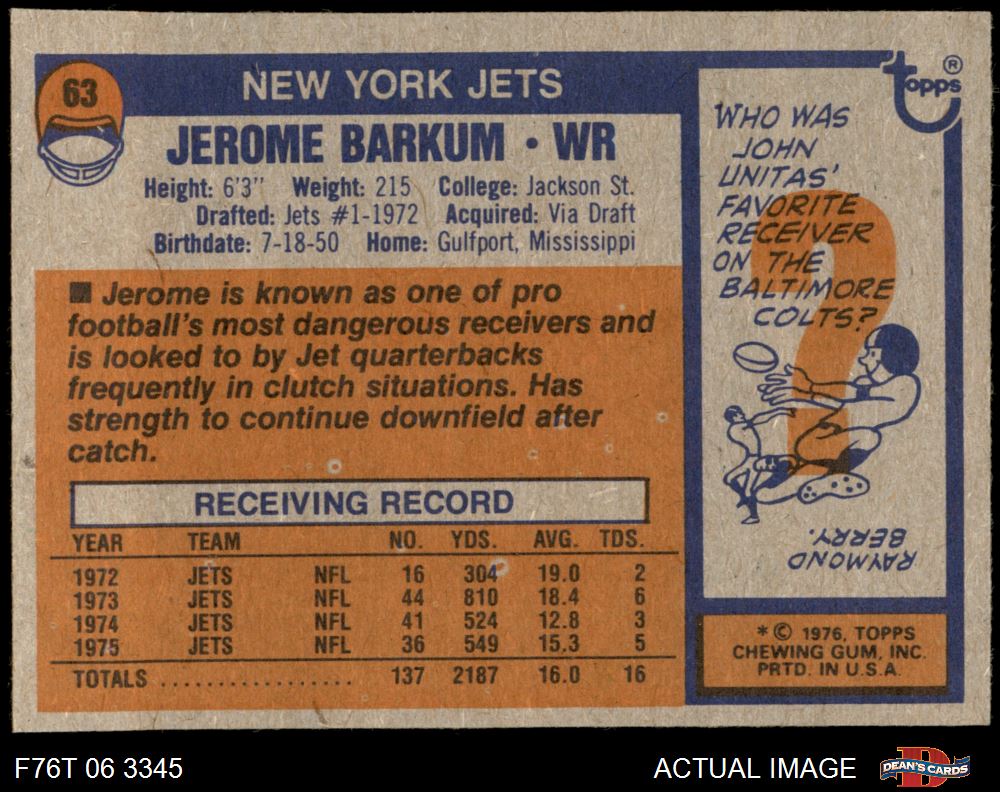 63
NEW YORK JETS
JEROME BARKUM • WR
Height: 6'3" Weight: 215 College: Jackson St.
Drafted: Jets #1-1972 Acquired: Via Draft
Birthdate: 7-18-50 Home: Gulfport, Mississippi
■ Jerome is known as one of pro
football's most dangerous receivers and
is looked to by Jet quarterbacks
frequently in clutch situations. Has
strength to continue downfield after
catch.
RECEIVING RECORD
YEAR TEAM NO. YDS. AVG. TDS.
1972 JETS NFL 16 304 19.0 2
1973 JETS NFL 44 810 18.4 6
1974 JETS NFL 41 524 12.8 3
1975 JETS NFL 36 549 15.3 5
TOTALS .................. 137 2187 16.0 16
topps ®
WHO WAS
JOHN
UNITAS'
FAVORITE
RECEIVER
ON THE
BALTIMORE
COLTS?
?
RAYMOND
BERRY.
* © 1976, TOPPS
CHEWING GUM, INC.
PRTD. IN U.S.A.
F76T 06 3345
ACTUAL IMAGE
D
DEAN'S CARDS